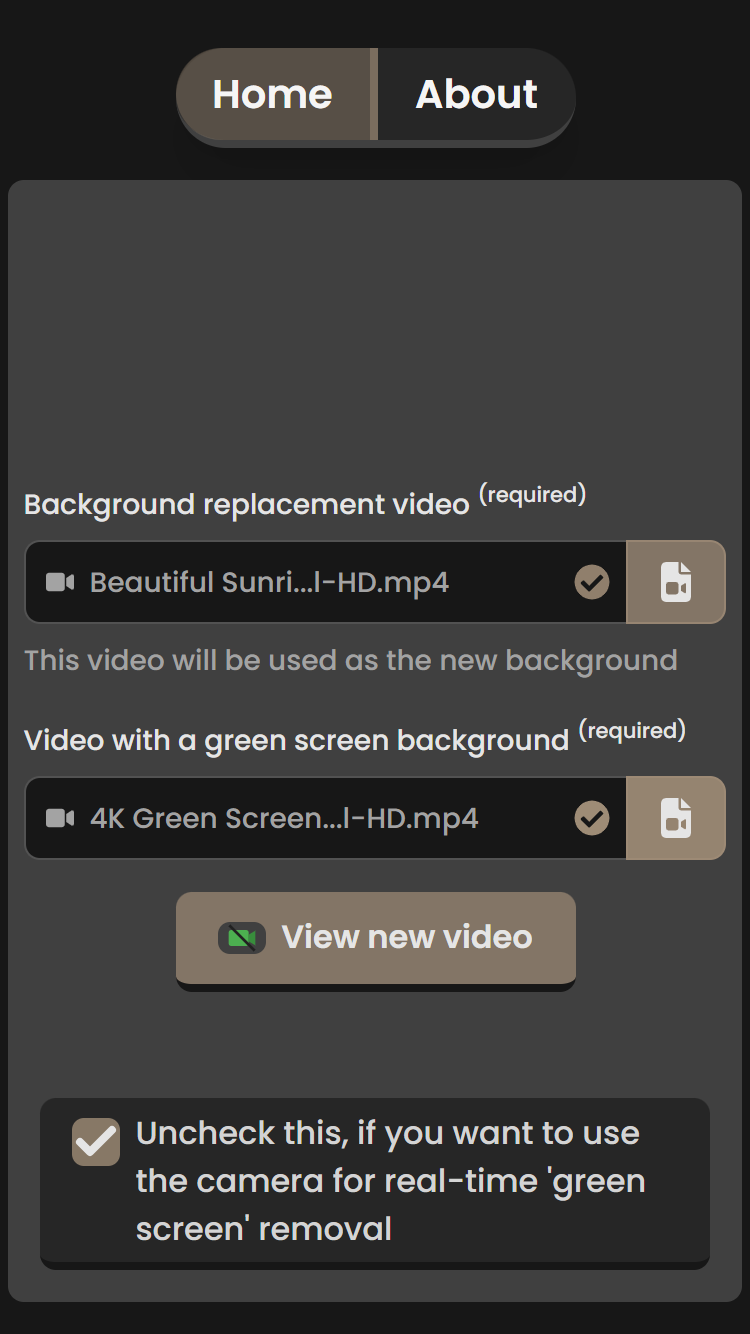 Home
About
Background replacement video (required)
Beautiful Sunri...l-HD.mp4
This video will be used as the new background
Video with a green screen background (required)
4K Green Screen...l-HD.mp4
View new video
Uncheck this, if you want to use
the camera for real-time 'green
screen' removal